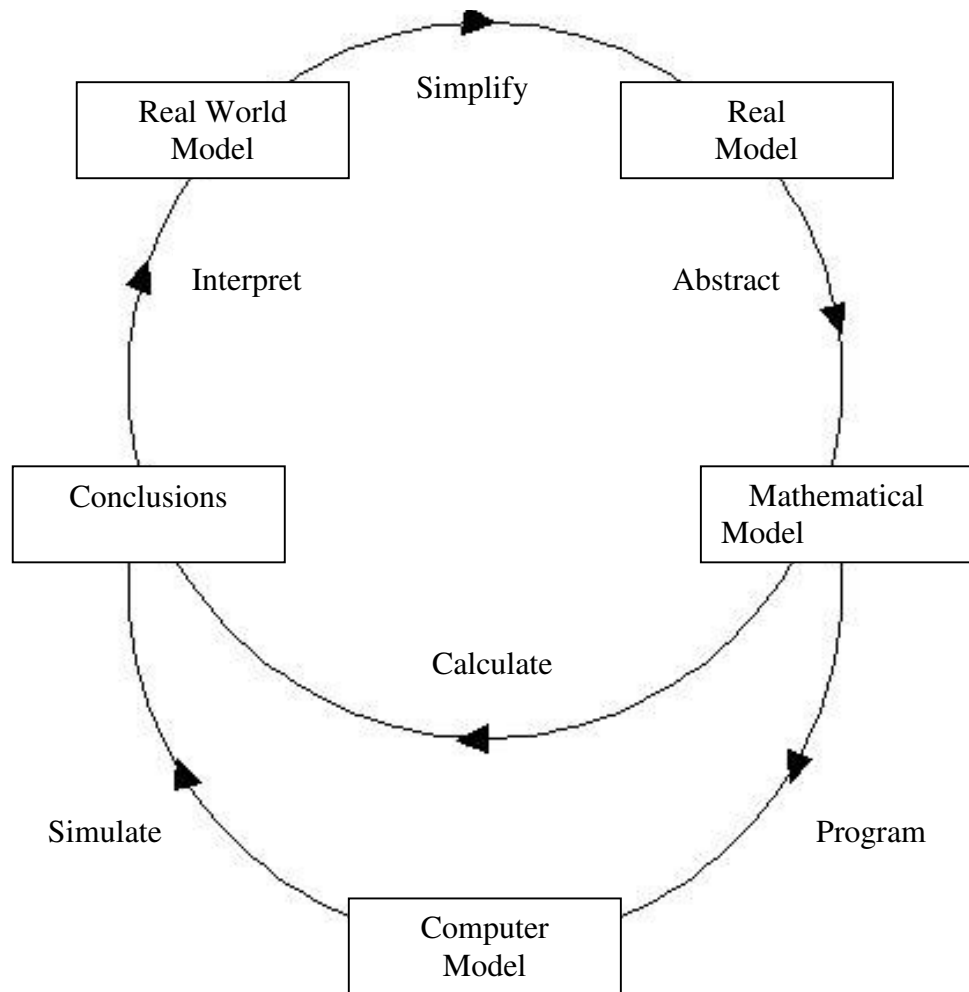 Simplify
Real World
Model
Real
Model
Interpret
Abstract
Conclusions
Mathematical
Model
Calculate
Simulate
Program
Computer
Model